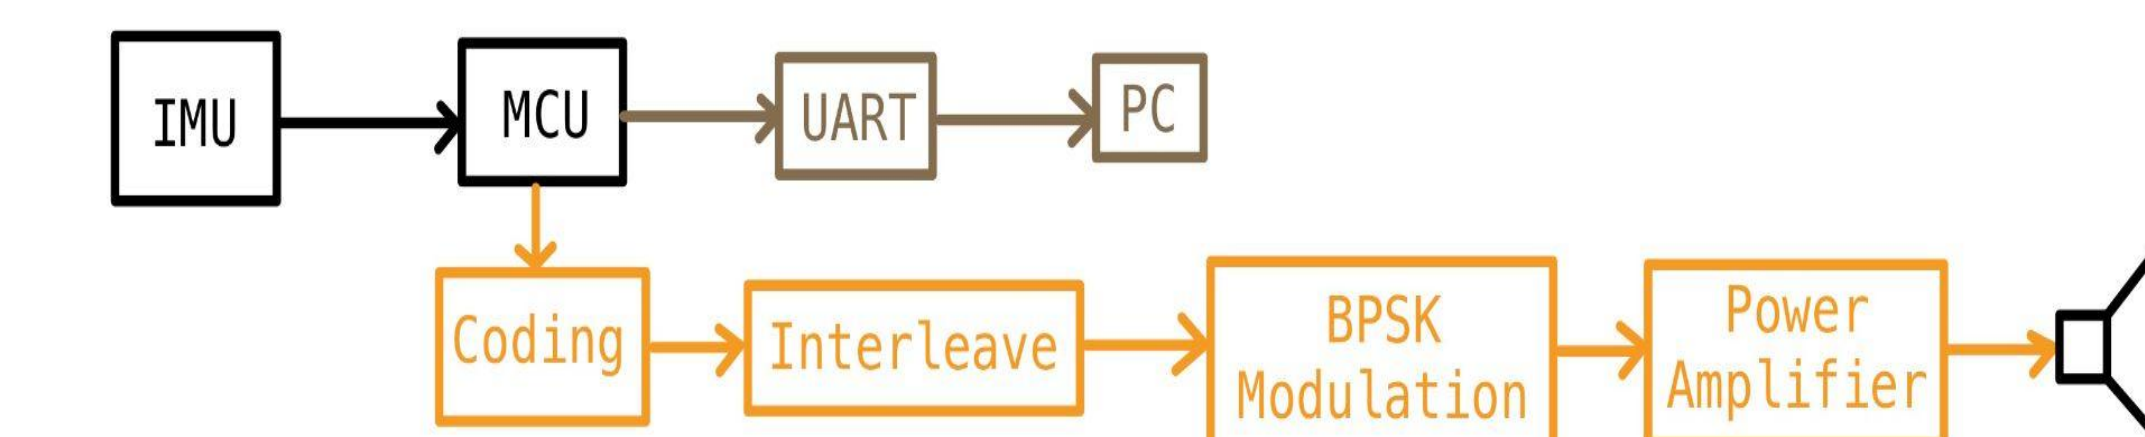 IMU
MCU
UART
PC
Coding
Interleave
BPSK
Modulation
Power
Amplifier